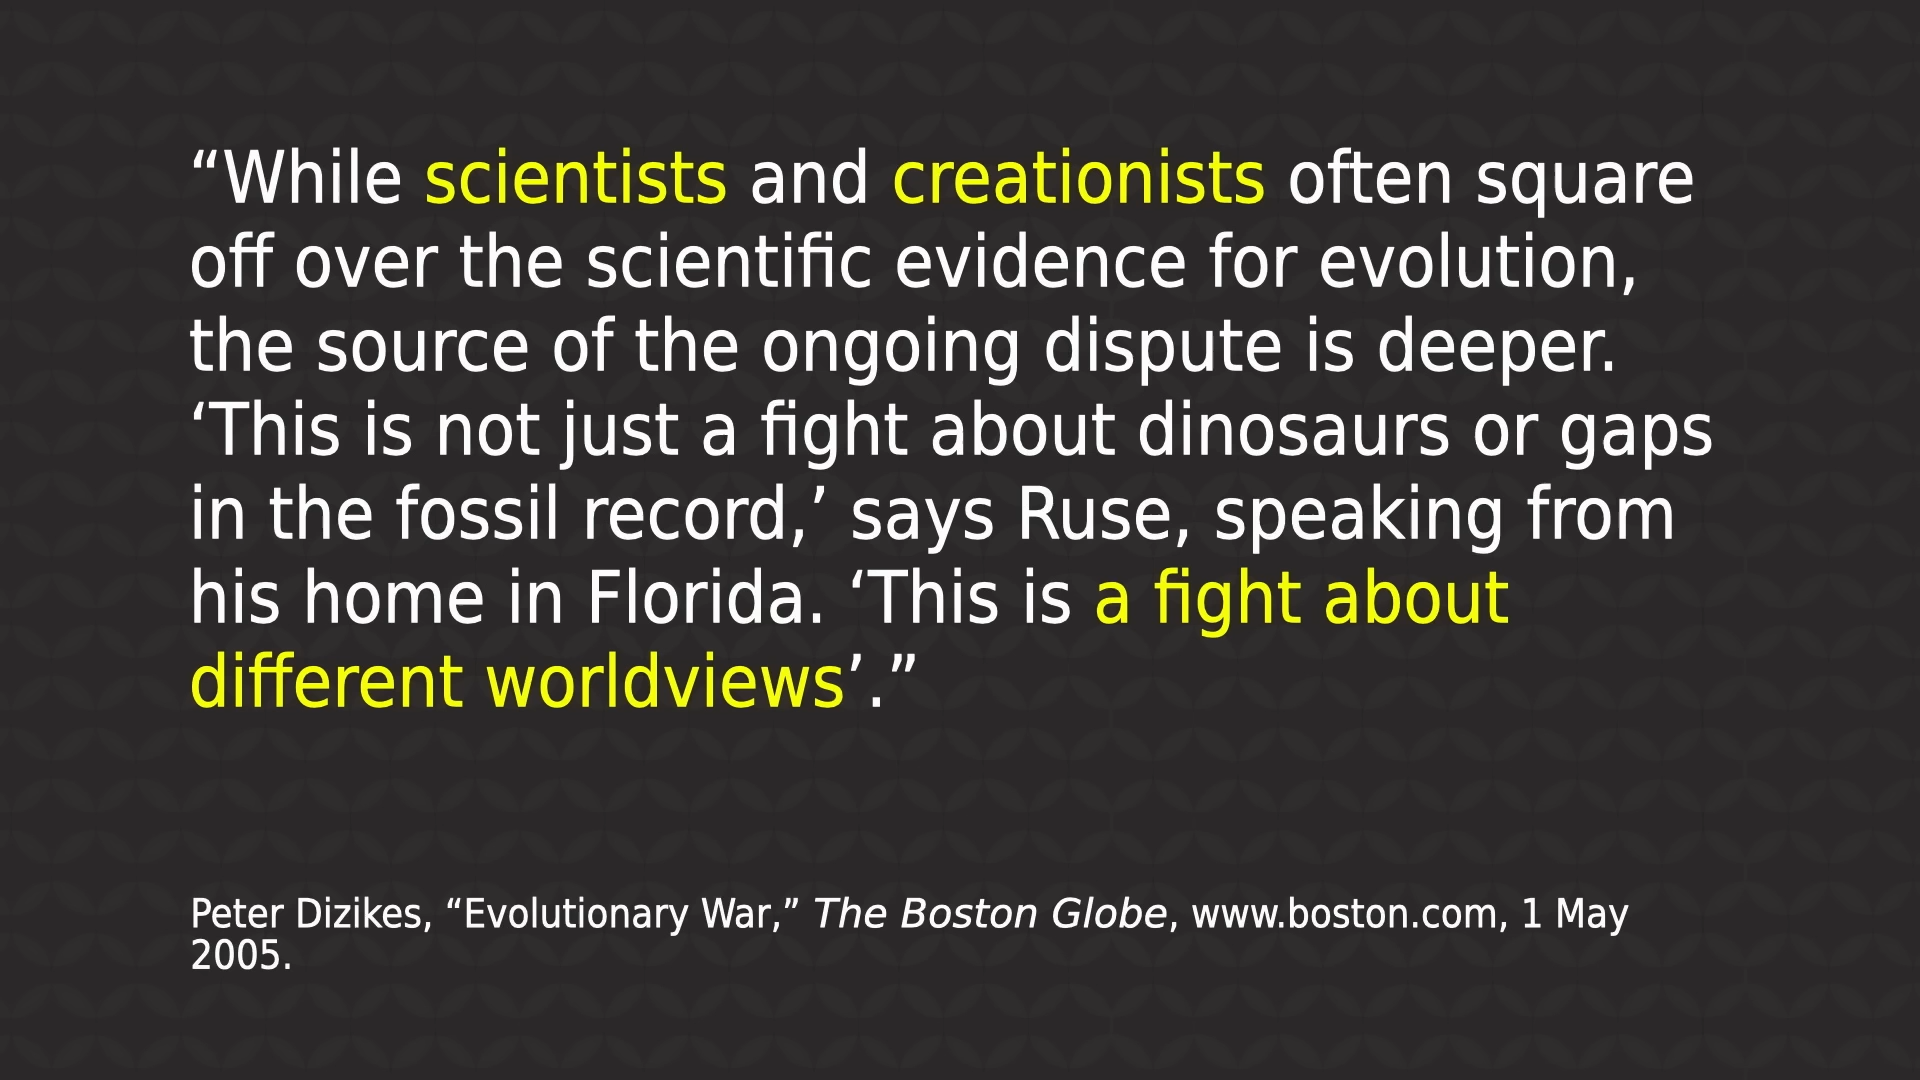 “While scientists and creationists often square
off over the scientific evidence for evolution,
the source of the ongoing dispute is deeper.
‘This is not just a fight about dinosaurs or gaps
in the fossil record,’ says Ruse, speaking from
his home in Florida. ‘This is a fight about
different worldviews’.”
Peter Dizikes, “Evolutionary War,” The Boston Globe, www.boston.com, 1 May
2005.